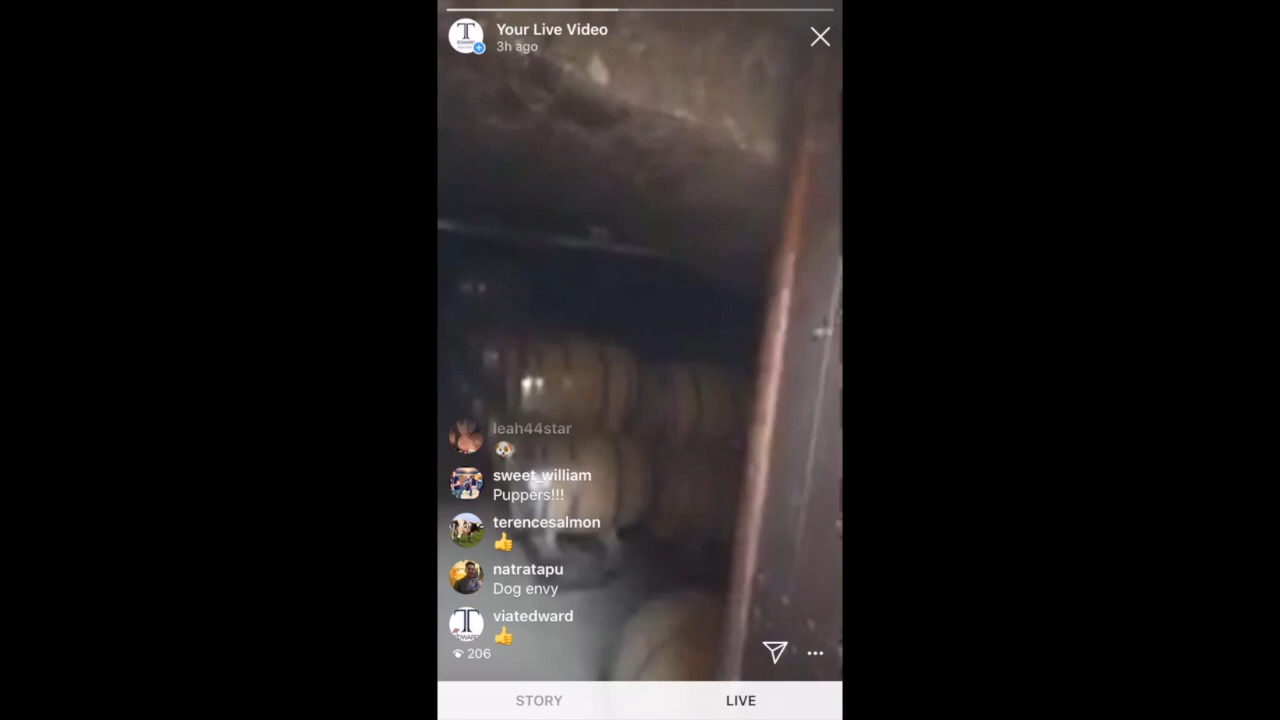 Your Live Video
3h ago
leah44star
sweet_william
Puppers!!!
terencesalmon
natratapu
Dog envy
viatedward
206
STORY
LIVE